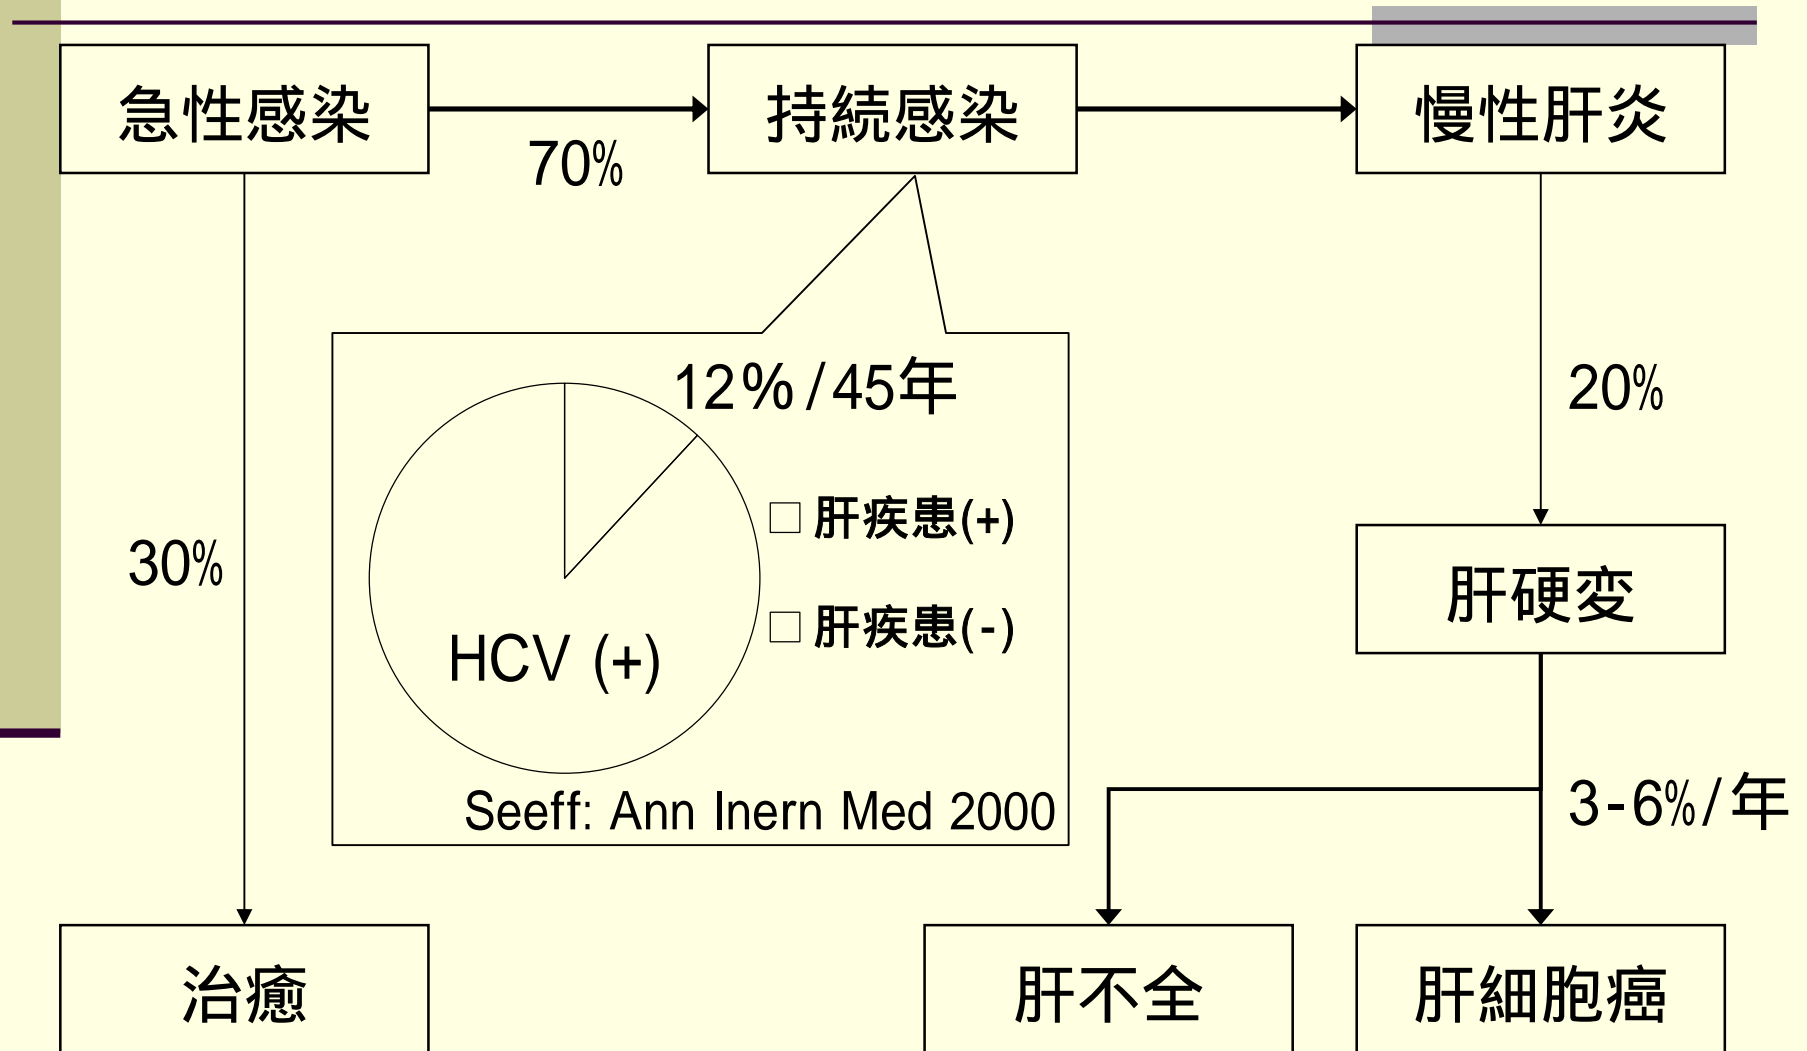 急性感染
持続感染
慢性肝炎
70%
12%/45年
20%
肝疾患(+)
30%
肝硬変
肝疾患(-)
HCV (+)
3-6%/年
Seeff: Ann Inern Med 2000
治癒
肝不全
肝細胞癌